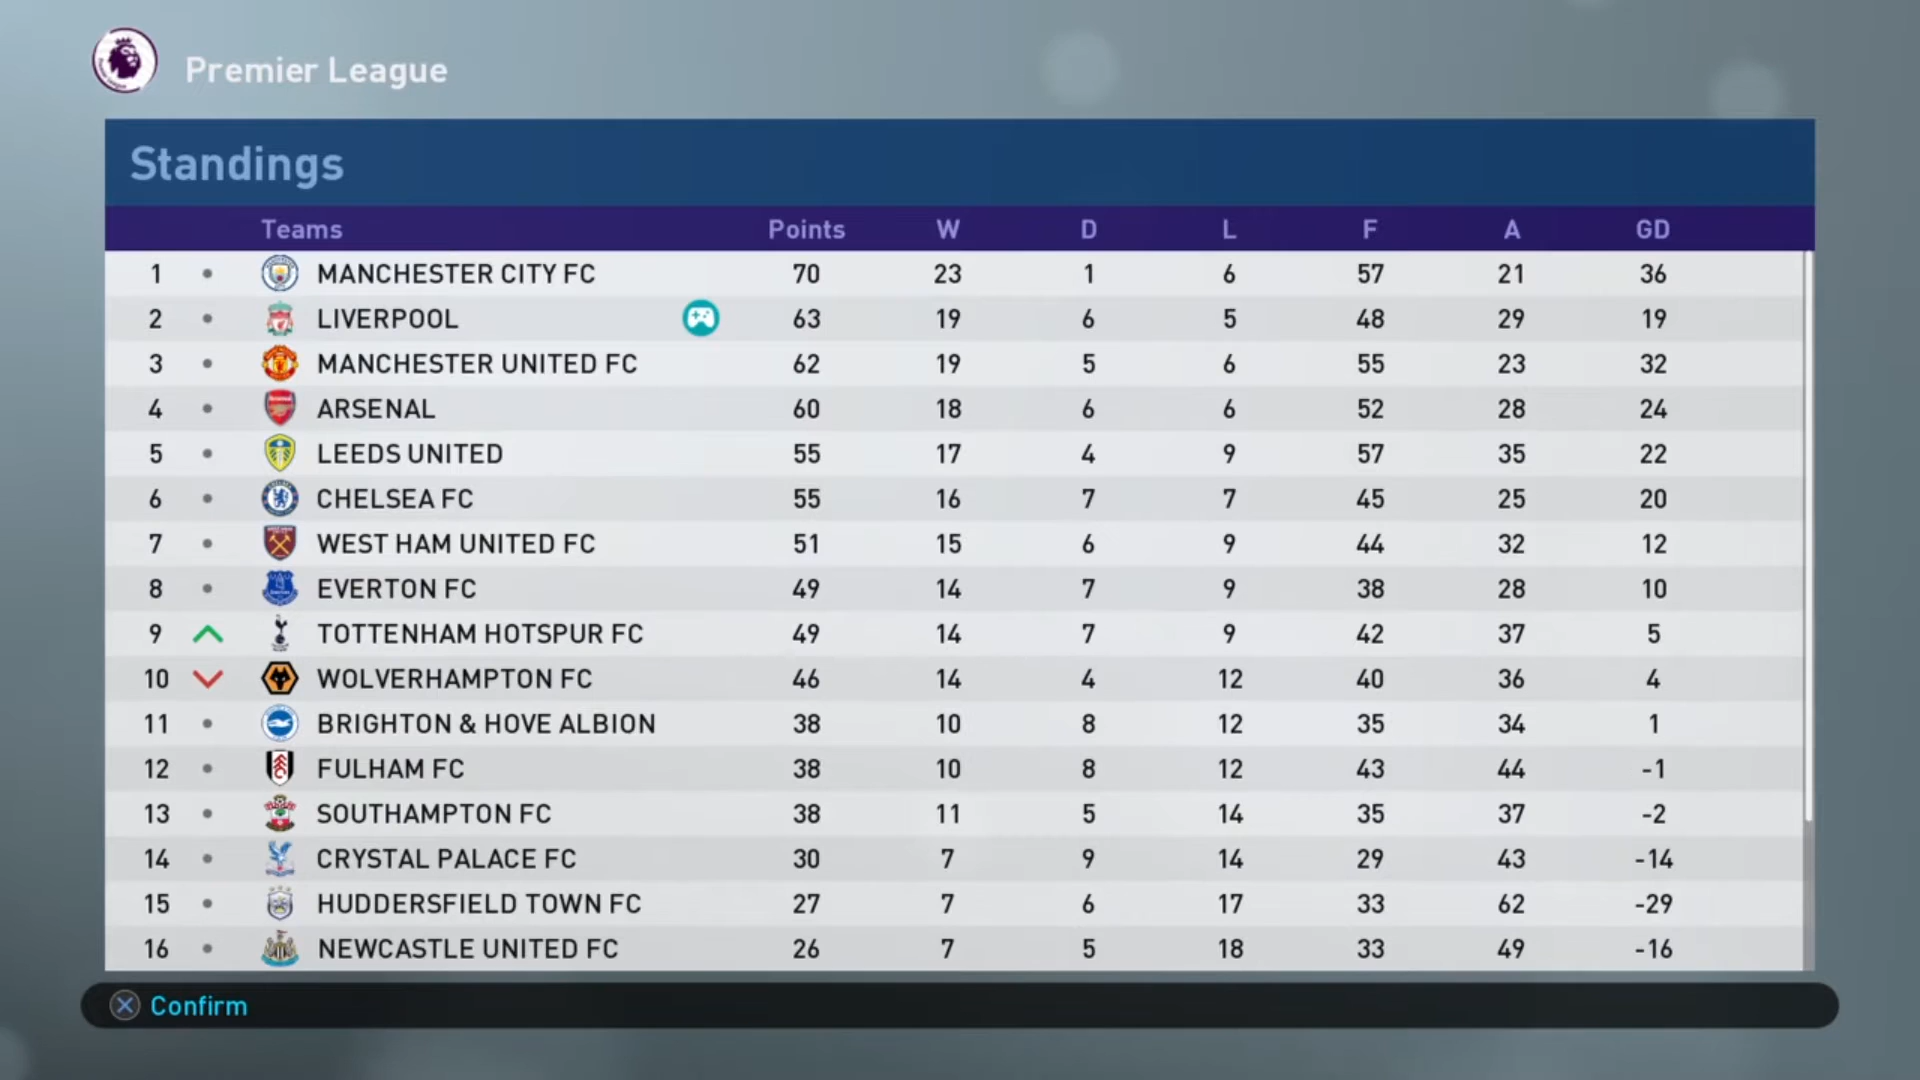 Premier League
Standings
Teams Points W D L F A GD
1 MANCHESTER CITY FC 70 23 1 6 57 21 36
2 LIVERPOOL 63 19 6 5 48 29 19
3 MANCHESTER UNITED FC 62 19 5 6 55 23 32
4 ARSENAL 60 18 6 6 52 28 24
5 LEEDS UNITED 55 17 4 9 57 35 22
6 CHELSEA FC 55 16 7 7 45 25 20
7 WEST HAM UNITED FC 51 15 6 9 44 32 12
8 EVERTON FC 49 14 7 9 38 28 10
9 TOTTENHAM HOTSPUR FC 49 14 7 9 42 37 5
10 WOLVERHAMPTON FC 46 14 4 12 40 36 4
11 BRIGHTON & HOVE ALBION 38 10 8 12 35 34 1
12 FULHAM FC 38 10 8 12 43 44 -1
13 SOUTHAMPTON FC 38 11 5 14 35 37 -2
14 CRYSTAL PALACE FC 30 7 9 14 29 43 -14
15 HUDDERSFIELD TOWN FC 27 7 6 17 33 62 -29
16 NEWCASTLE UNITED FC 26 7 5 18 33 49 -16
Confirm